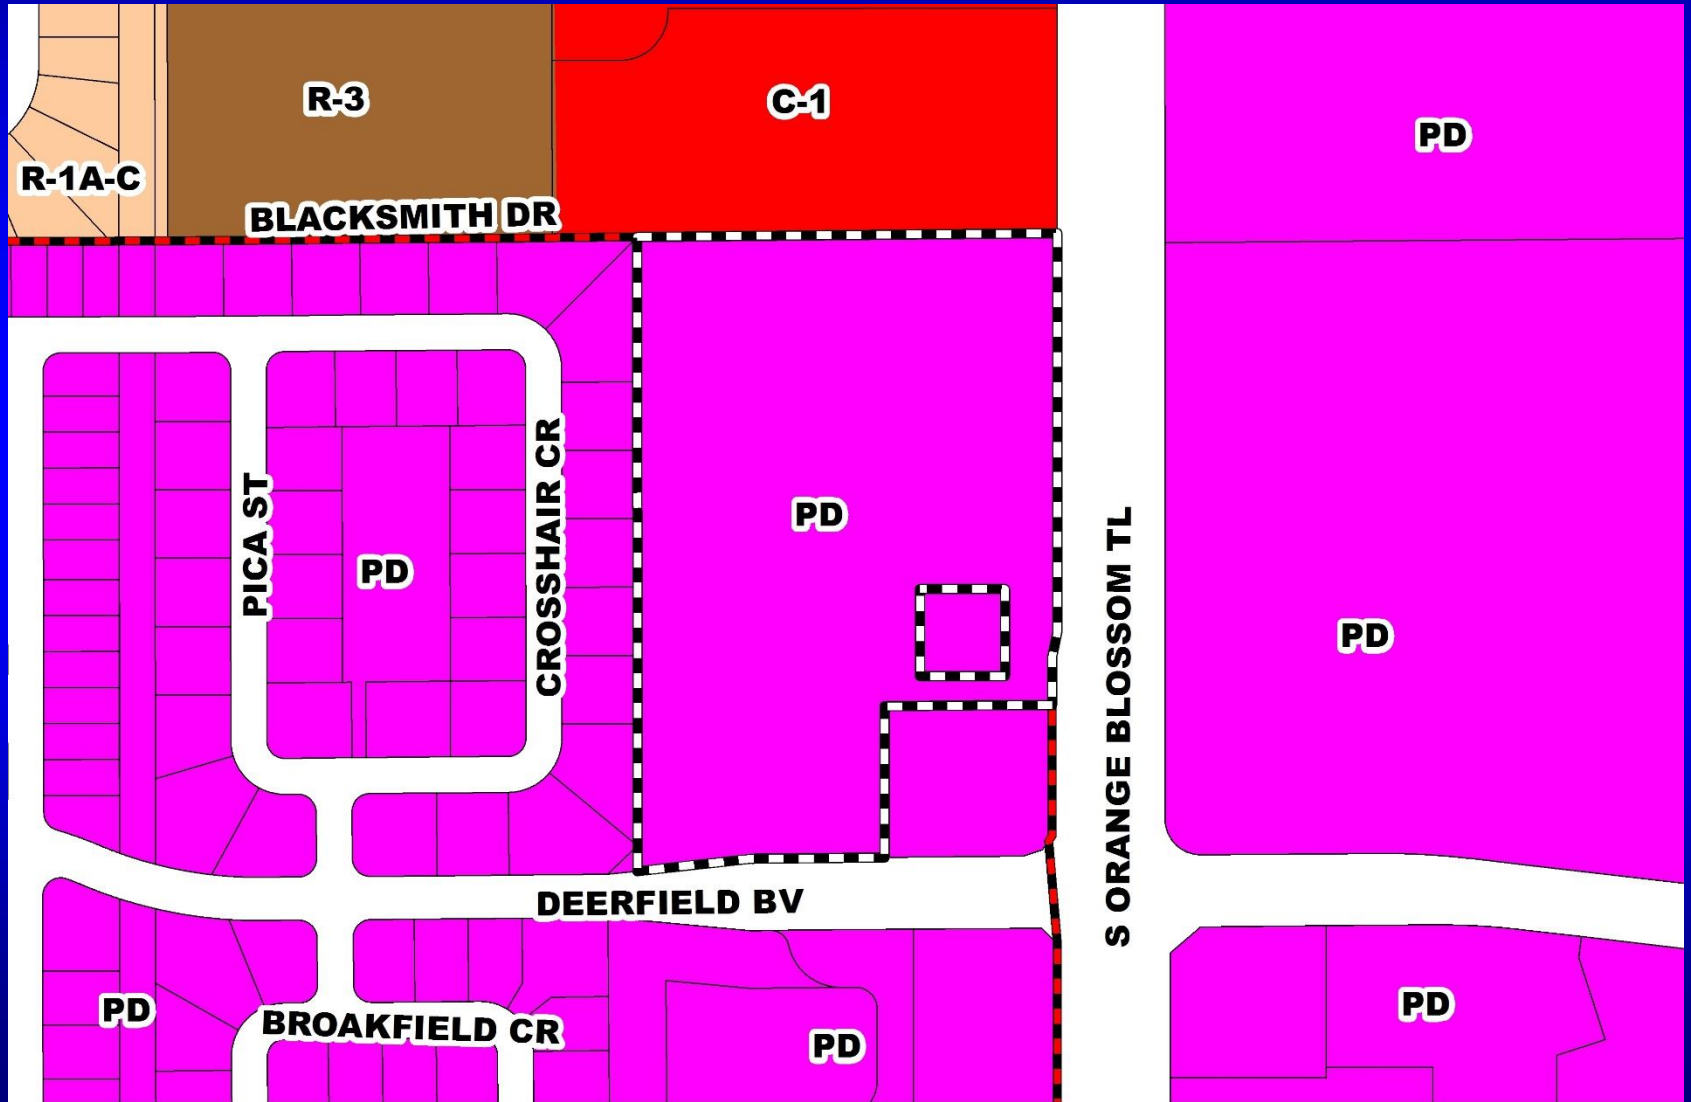 R-3
C-1
PD
R-1A-C
BLACKSMITH DR
PD
PICA ST
PD
CROSSHAIR CR
S ORANGE BLOSSOM TL
PD
DEERFIELD BV
PD
BROAKFIELD CR
PD
PD